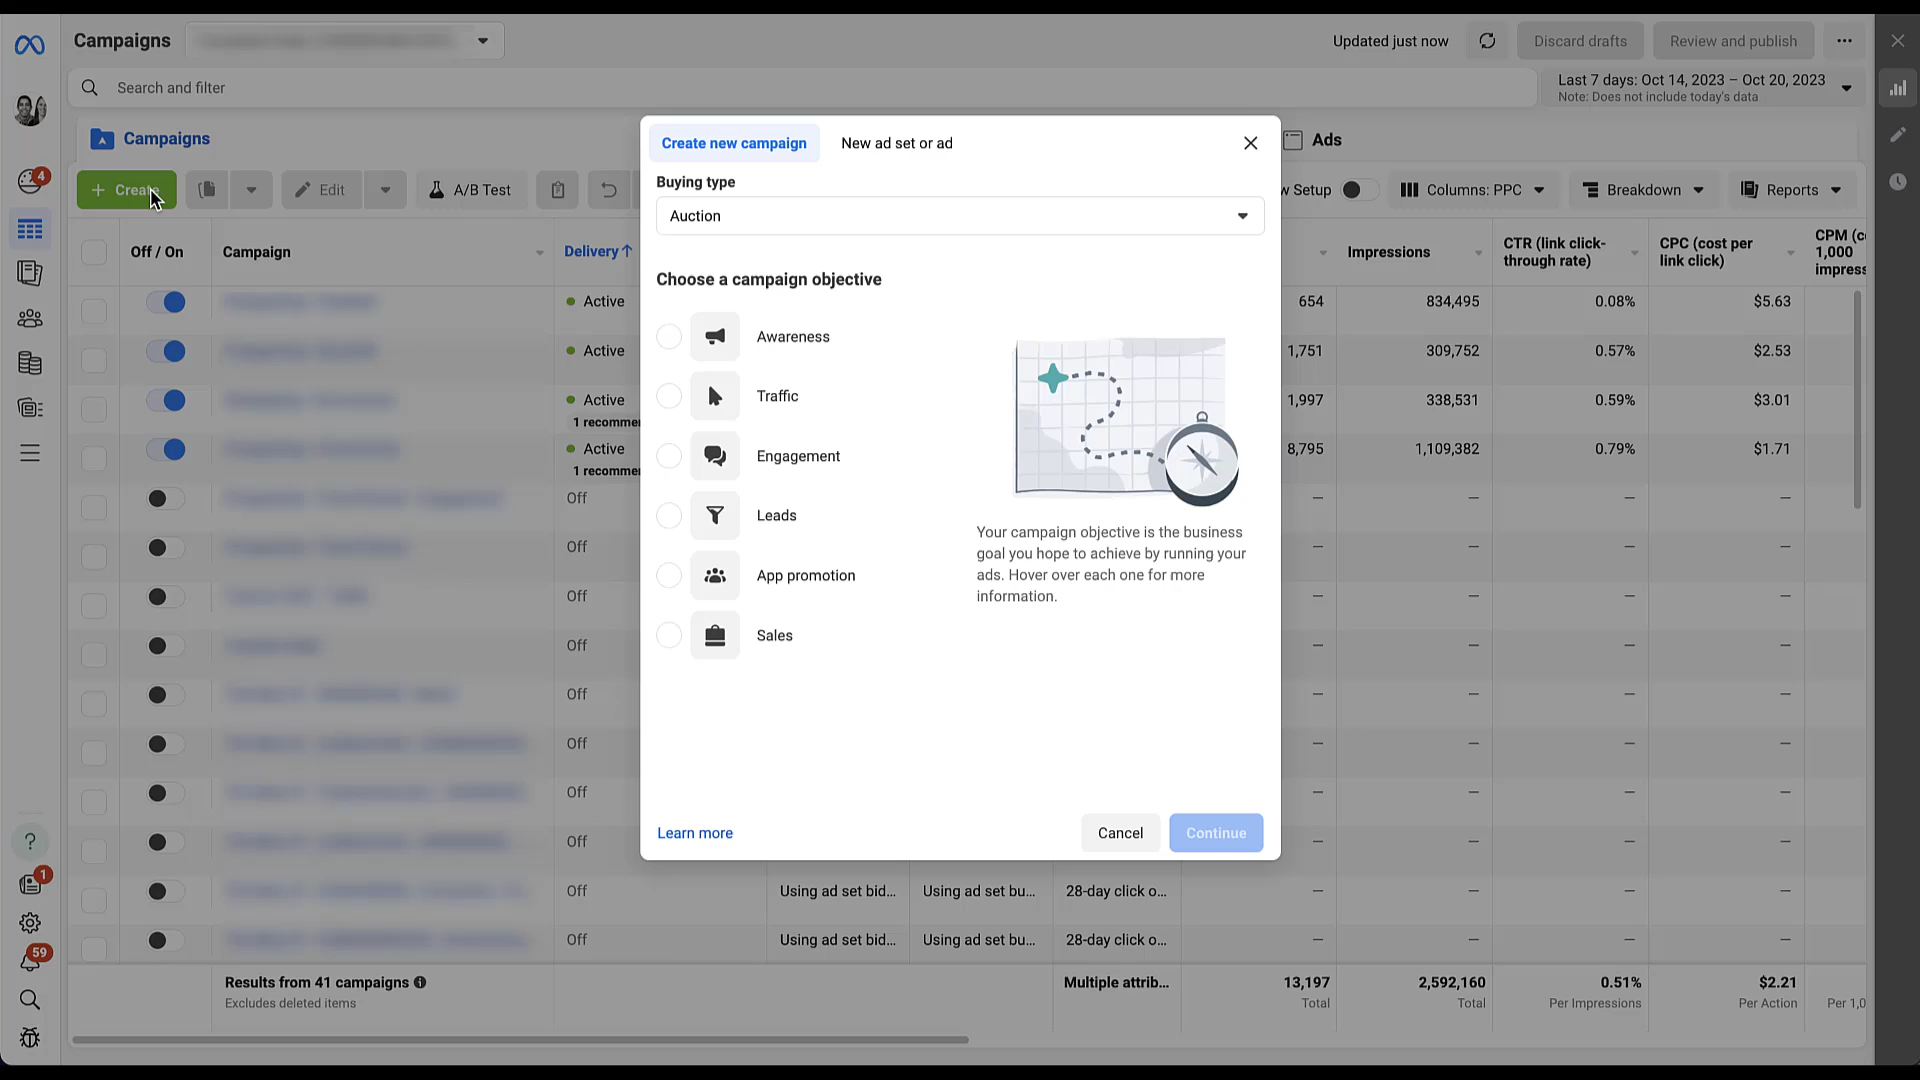 Campaigns
Updated just now
Discard drafts
Review and publish
Search and filter
Last 7 days: Oct 14, 2023 – Oct 20, 2023
Note: Does not include today's data
Campaigns
Ads
4
+ Create
Edit
A/B Test
w Setup
Columns: PPC
Breakdown
Reports
Off / On
Campaign
Delivery↑
Impressions
CTR (link click-
through rate)
CPC (cost per
link click)
CPM (c
1,000
impress
Active
654
834,495
0.08%
$5.63
Active
1,751
309,752
0.57%
$2.53
Active
1 recommen
1,997
338,531
0.59%
$3.01
Active
1 recommen
8,795
1,109,382
0.79%
$1.71
Off
— — — —
Off
— — — —
Off
— — — —
Off
— — — —
Off
— — — —
Off
— — — —
Off
— — — —
Off
— — — —
Off
Using ad set bid...
Using ad set bu...
28-day click o...
— — — —
Off
Using ad set bid...
Using ad set bu...
28-day click o...
— — — —
Results from 41 campaigns
Excludes deleted items
Multiple attrib...
13,197
Total
2,592,160
Total
0.51%
Per Impressions
$2.21
Per Action
Per 1,0
?
1
59
Create new campaign
New ad set or ad
Buying type
Auction
Choose a campaign objective
Awareness
Traffic
Engagement
Leads
App promotion
Sales
Your campaign objective is the business
goal you hope to achieve by running your
ads. Hover over each one for more
information.
Learn more
Cancel
Continue